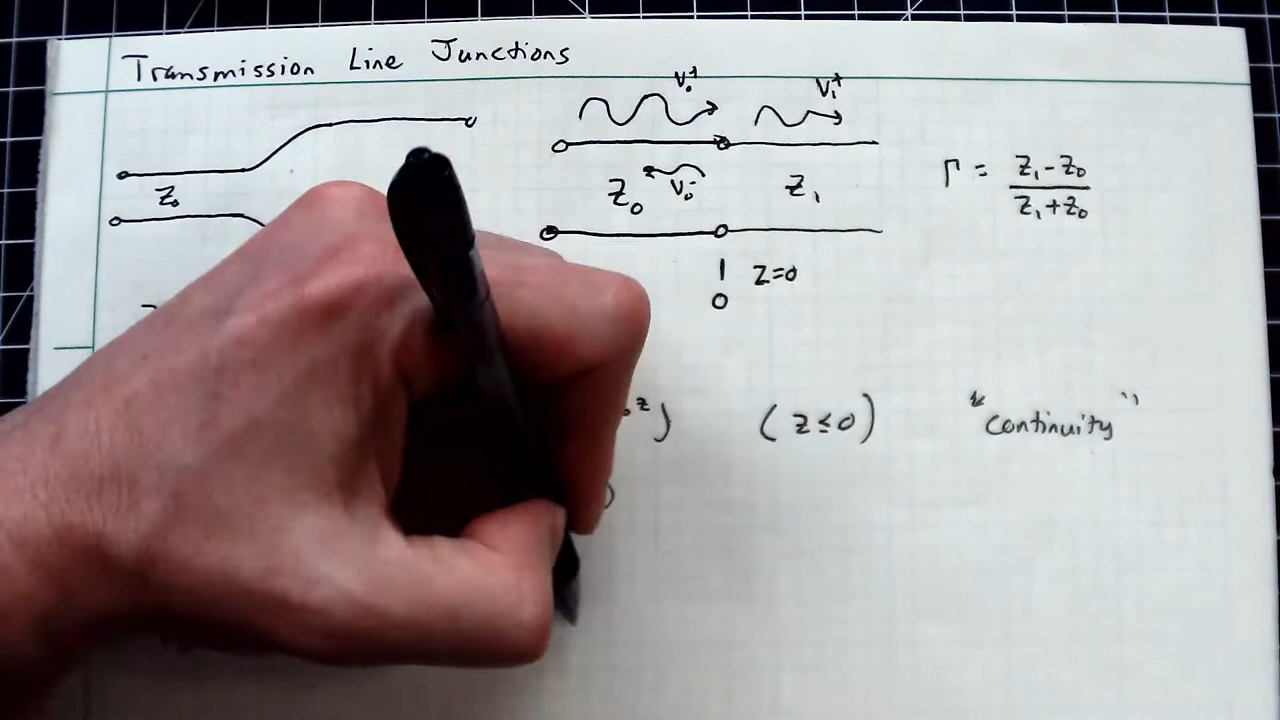 Transmission Line Junctions
V₀⁺ V₁⁺
Z₀
Z₀ V₀⁻ Z₁
Γ = (Z₁-Z₀)/(Z₁+Z₀)
z=0
0
z) (z≤0) "continuity"
)